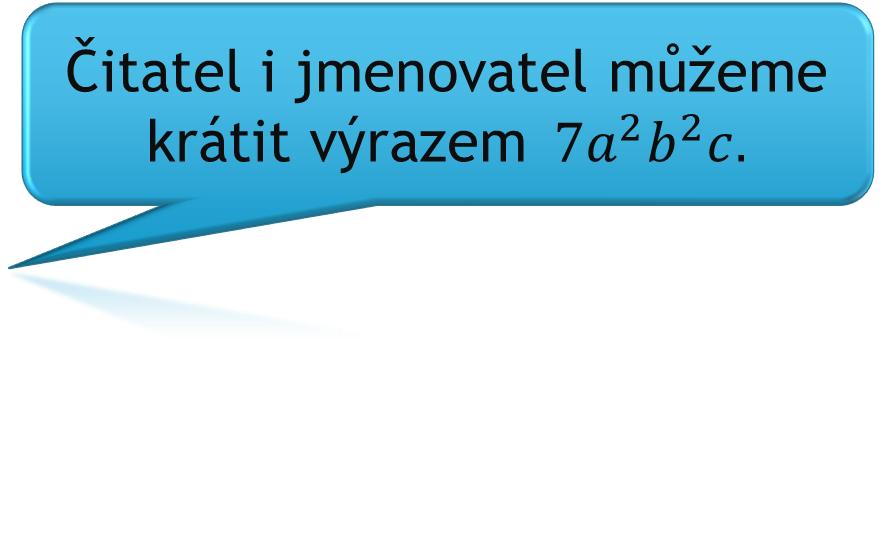 Čitatel i jmenovatel můžeme
krátit výrazem 7a²b²c.